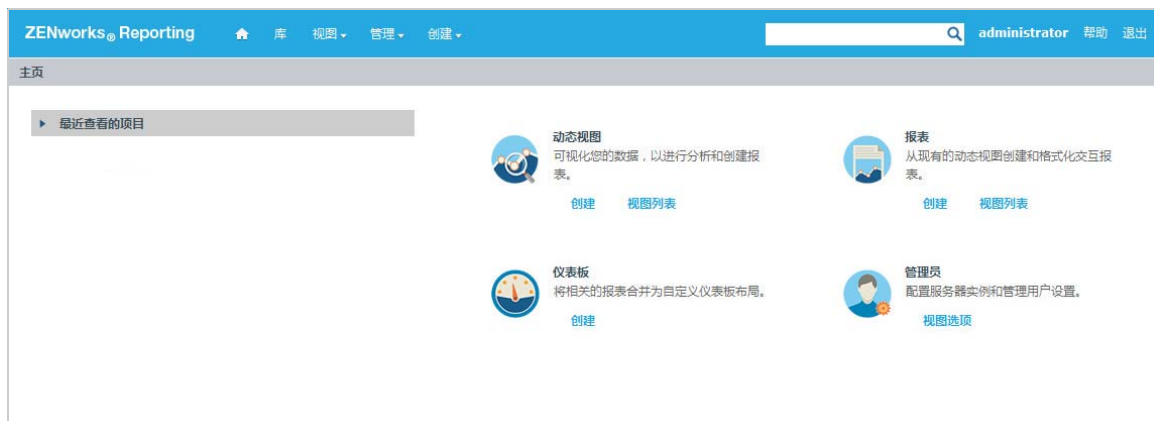 ZENworks® Reporting 库 视图 管理 创建 administrator 帮助 退出
主页
最近查看的项目
动态视图
可视化您的数据，以进行分析和创建报
表。
创建 视图列表
报表
从现有的动态视图创建和格式化交互报
表。
创建 视图列表
仪表板
将相关的报表合并为自定义仪表板布局。
创建
管理员
配置服务器实例和管理用户设置。
视图选项